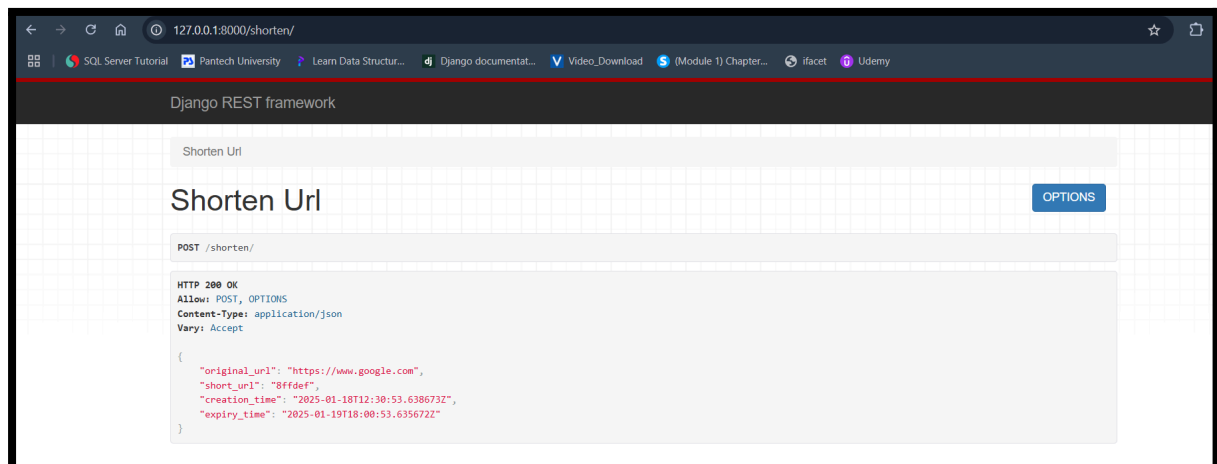 127.0.0.1:8000/shorten/
SQL Server Tutorial Pantech University Learn Data Structur... dj Django documentat... Video_Download (Module 1) Chapter... ifacet Udemy
Django REST framework
Shorten Url
Shorten Url
OPTIONS
POST /shorten/
HTTP 200 OK
Allow: POST, OPTIONS
Content-Type: application/json
Vary: Accept
{
"original_url": "https://www.google.com",
"short_url": "8ffdef",
"creation_time": "2025-01-18T12:30:53.638673Z",
"expiry_time": "2025-01-19T18:00:53.635672Z"
}